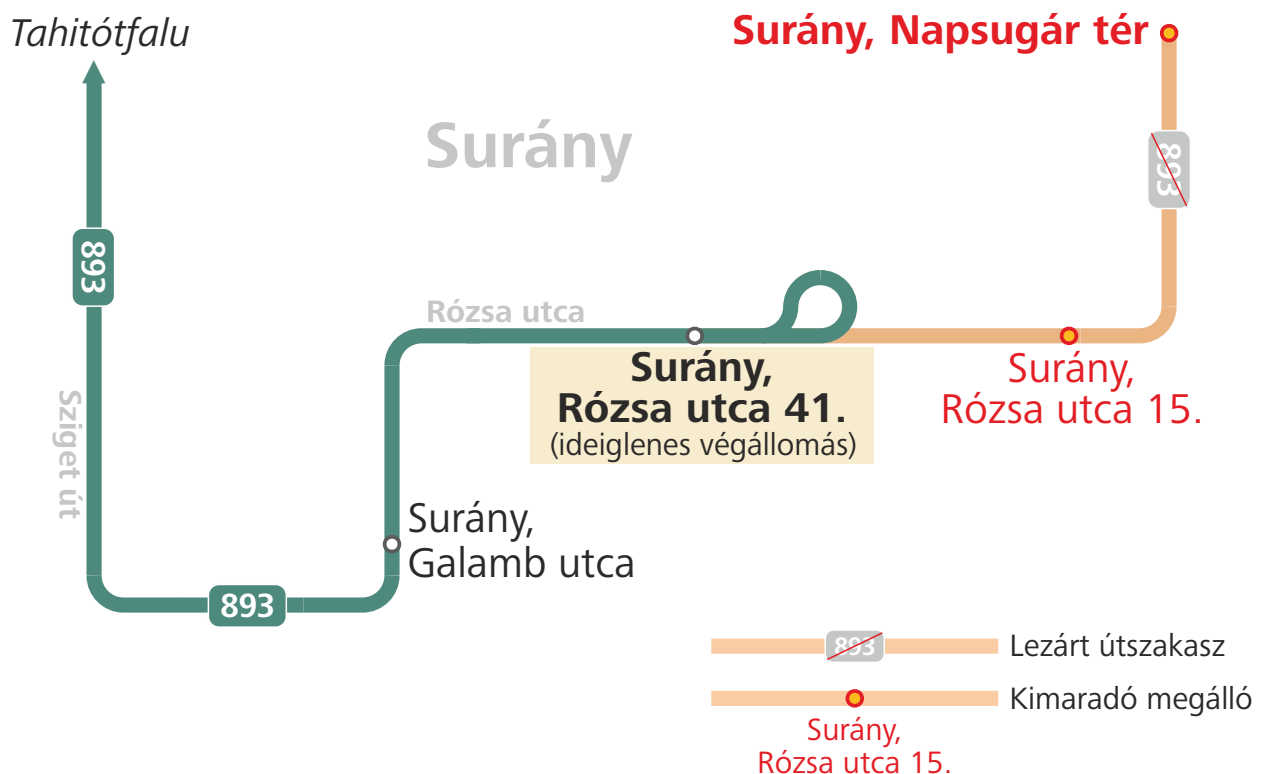 Tahitótfalu
Surány, Napsugár tér
Surány
893
893
Rózsa utca
Surány,
Rózsa utca 41.
(ideiglenes végállomás)
Surány,
Rózsa utca 15.
Sziget út
Surány,
Galamb utca
893
893
Lezárt útszakasz
Kimaradó megálló
Surány,
Rózsa utca 15.